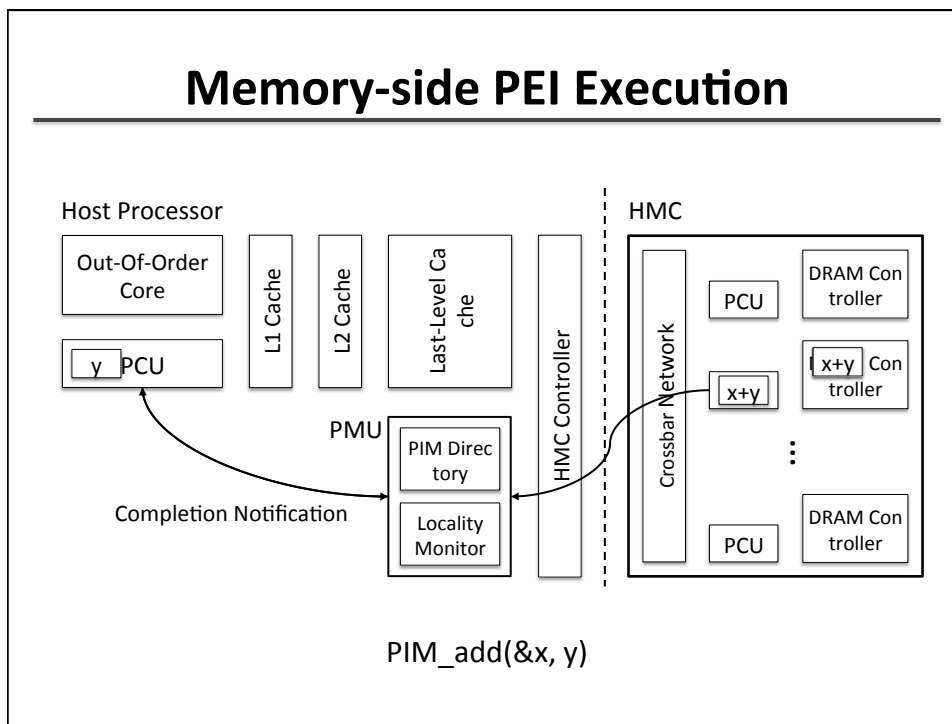 Memory-side PEI Execution
Host Processor
Out-Of-Order
Core
y PCU
L1 Cache
L2 Cache
Last-Level Ca
che
HMC Controller
PMU
PIM Direc
tory
Locality
Monitor
Completion Notification
HMC
Crossbar Network
PCU
x+y
PCU
DRAM Con
troller
x+y Con
troller
⋮
DRAM Con
troller
PIM_add(&x, y)